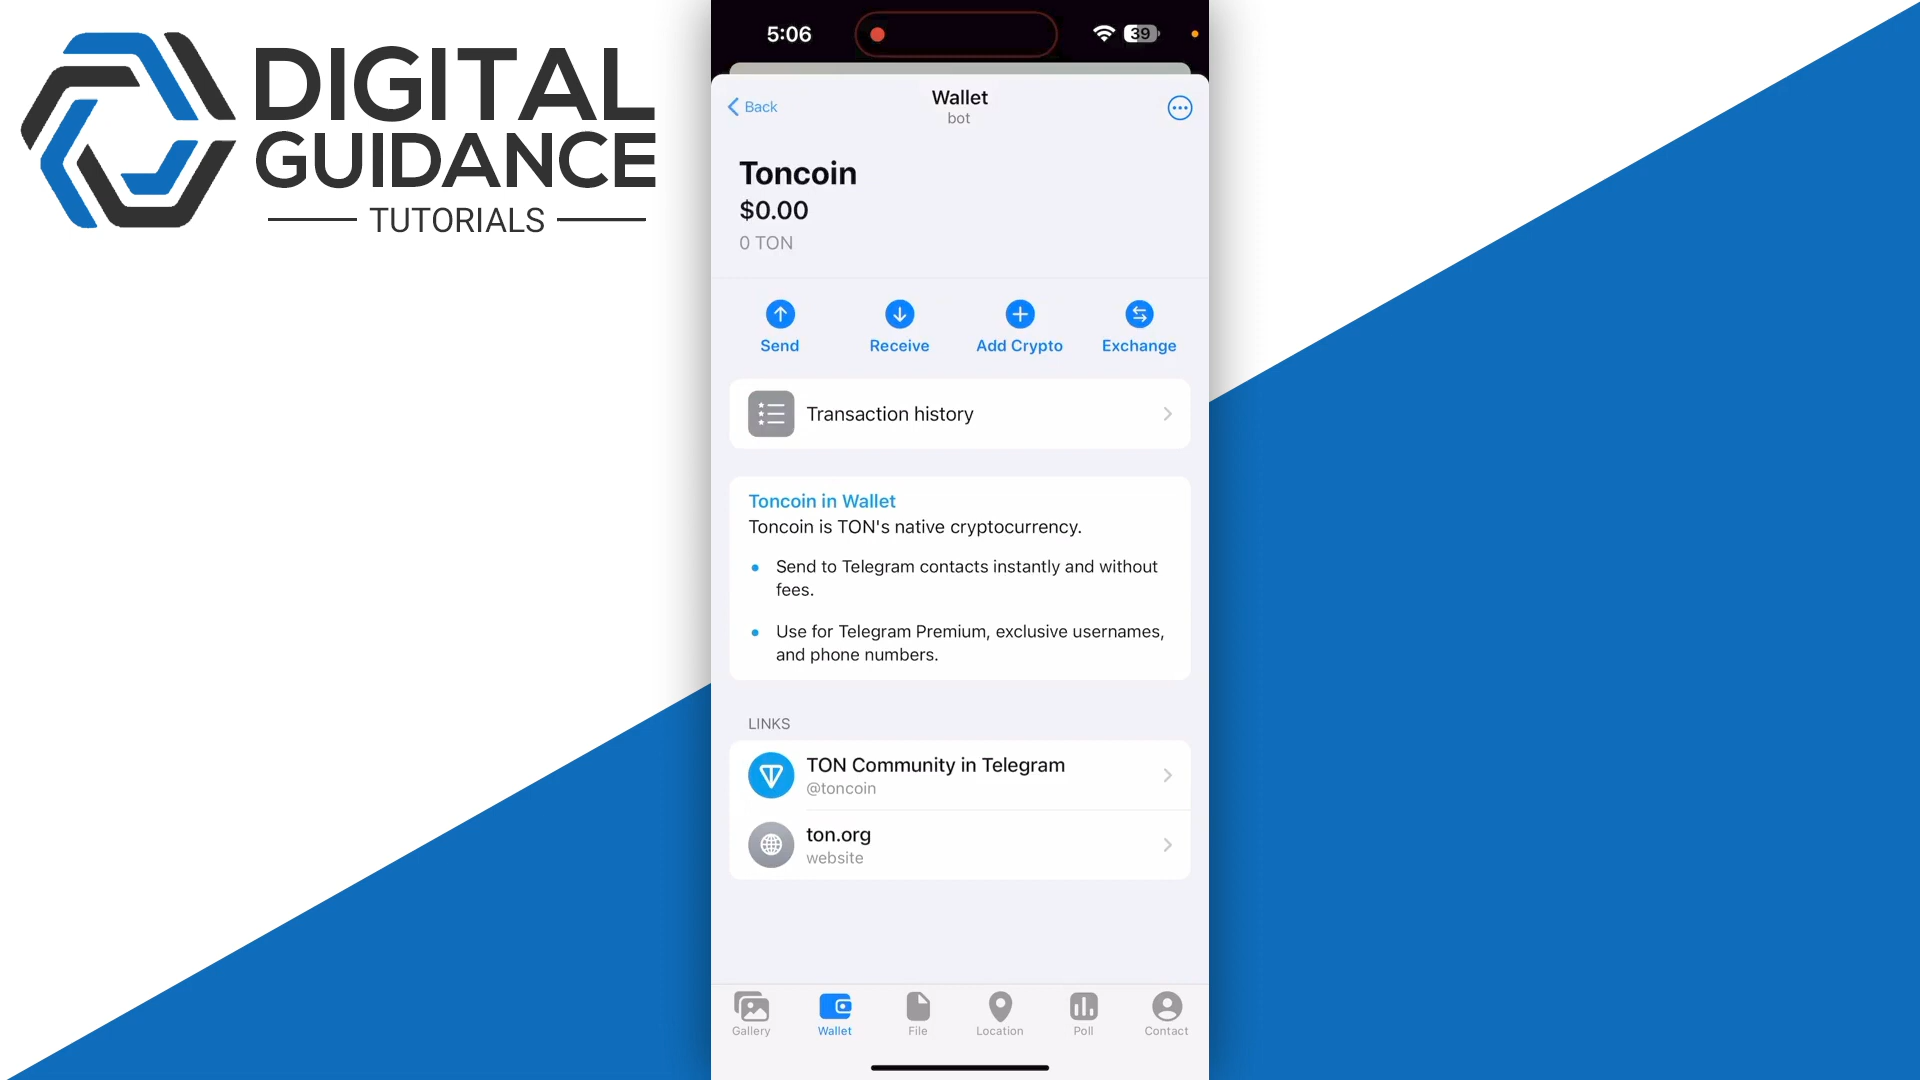 DIGITAL
GUIDANCE
TUTORIALS
5:06
39
Back
Wallet
bot
Toncoin
$0.00
0 TON
Send
Receive
Add Crypto
Exchange
Transaction history
Toncoin in Wallet
Toncoin is TON's native cryptocurrency.
Send to Telegram contacts instantly and without
fees.
Use for Telegram Premium, exclusive usernames,
and phone numbers.
LINKS
TON Community in Telegram
@toncoin
ton.org
website
Gallery
Wallet
File
Location
Poll
Contact